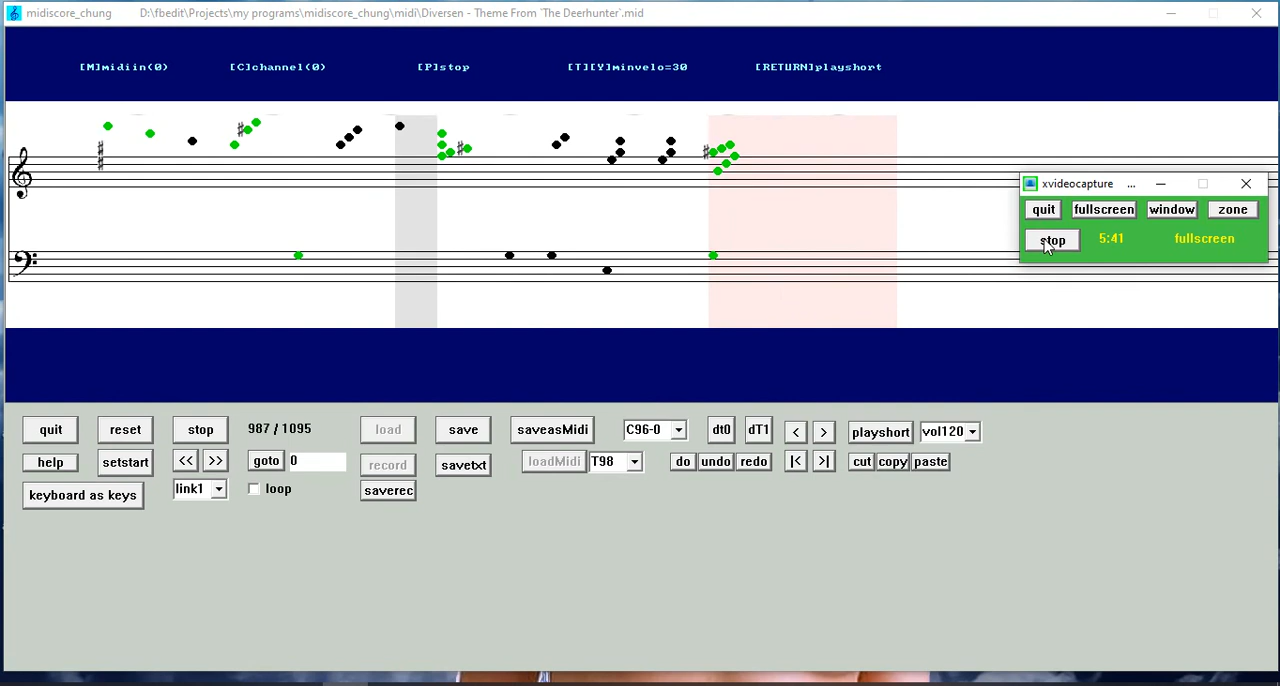 midiscore_chung D:\fbedit\Projects\my programs\midiscore_chung\midi\Diversen - Theme From `The Deerhunter`.mid
[M]midiin(0) [C]channel(0) [P]stop [T][Y]minvelo=30 [RETURN]playshort
xvideocapture ...
quit fullscreen window zone
stop 5:41 fullscreen
quit reset stop 987 / 1095 load save saveasMidi C96-0 dt0 dT1 < > playshort vol120
help setstart << >> goto 0 record savetxt loadMidi T98 do undo redo |< >| cut copy paste
keyboard as keys link1 loop saverec